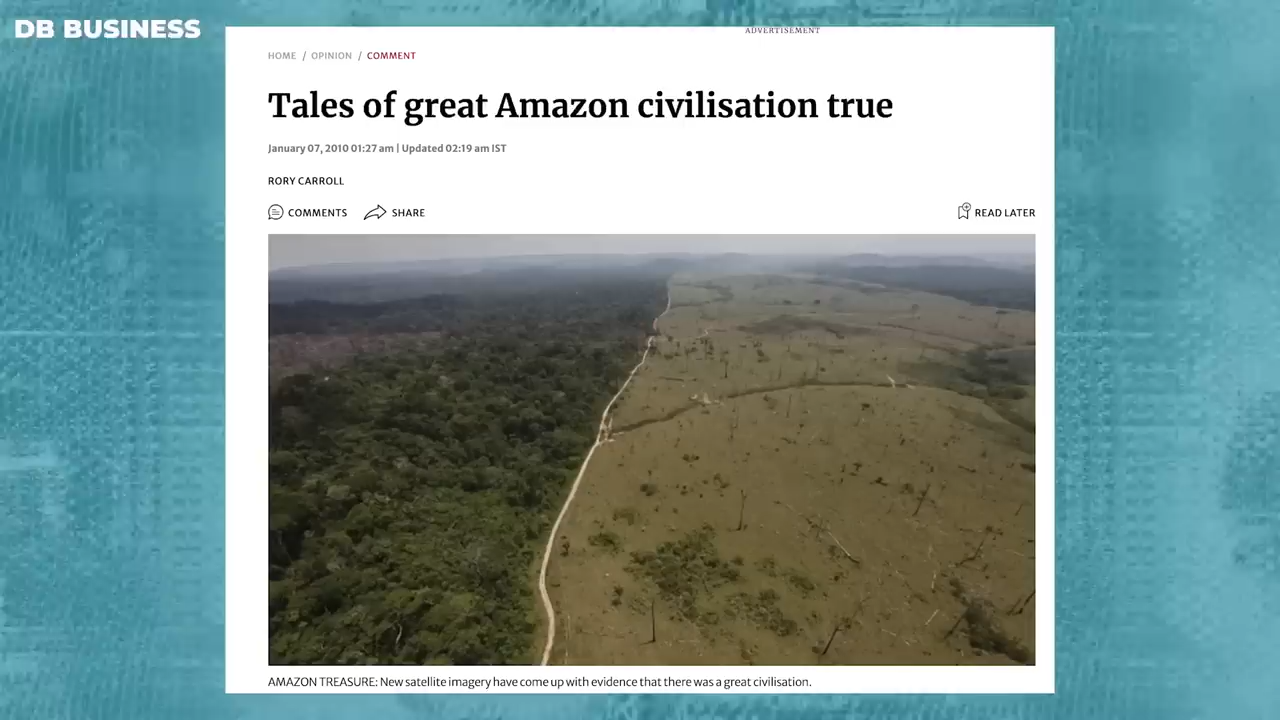 DB BUSINESS
ADVERTISEMENT
HOME / OPINION / COMMENT
Tales of great Amazon civilisation true
January 07, 2010 01:27 am | Updated 02:19 am IST
RORY CARROLL
COMMENTS SHARE READ LATER
AMAZON TREASURE: New satellite imagery have come up with evidence that there was a great civilisation.